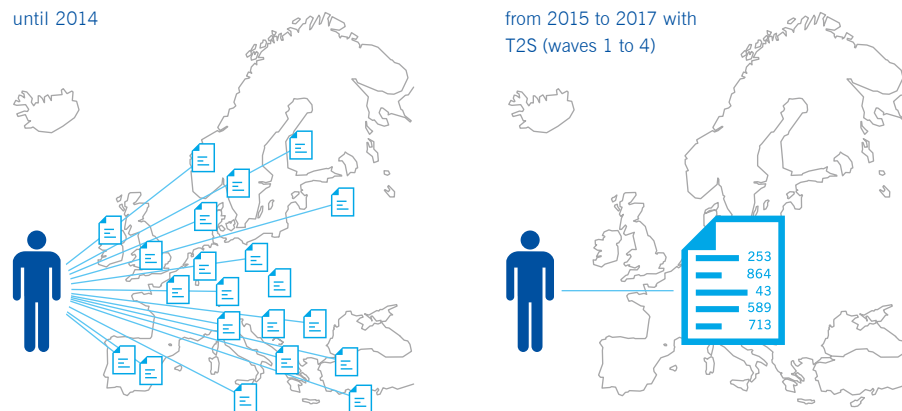 until 2014
from 2015 to 2017 with
T2S (waves 1 to 4)
253
864
43
589
713